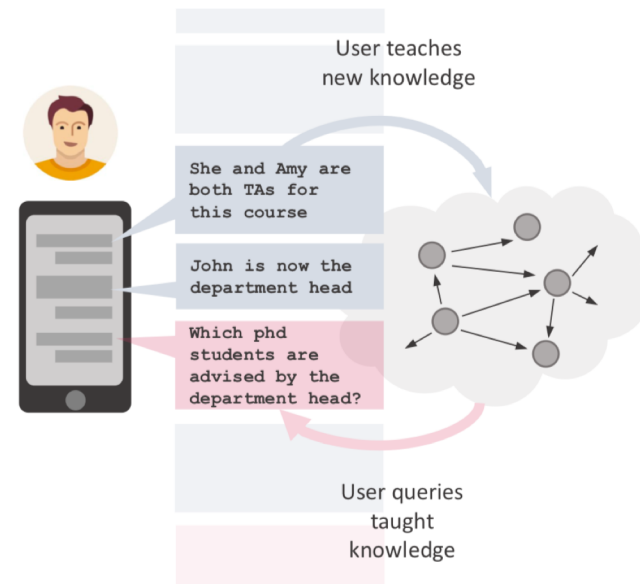 User teaches
new knowledge
She and Amy are
both TAs for
this course
John is now the
department head
Which phd
students are
advised by the
department head?
User queries
taught
knowledge